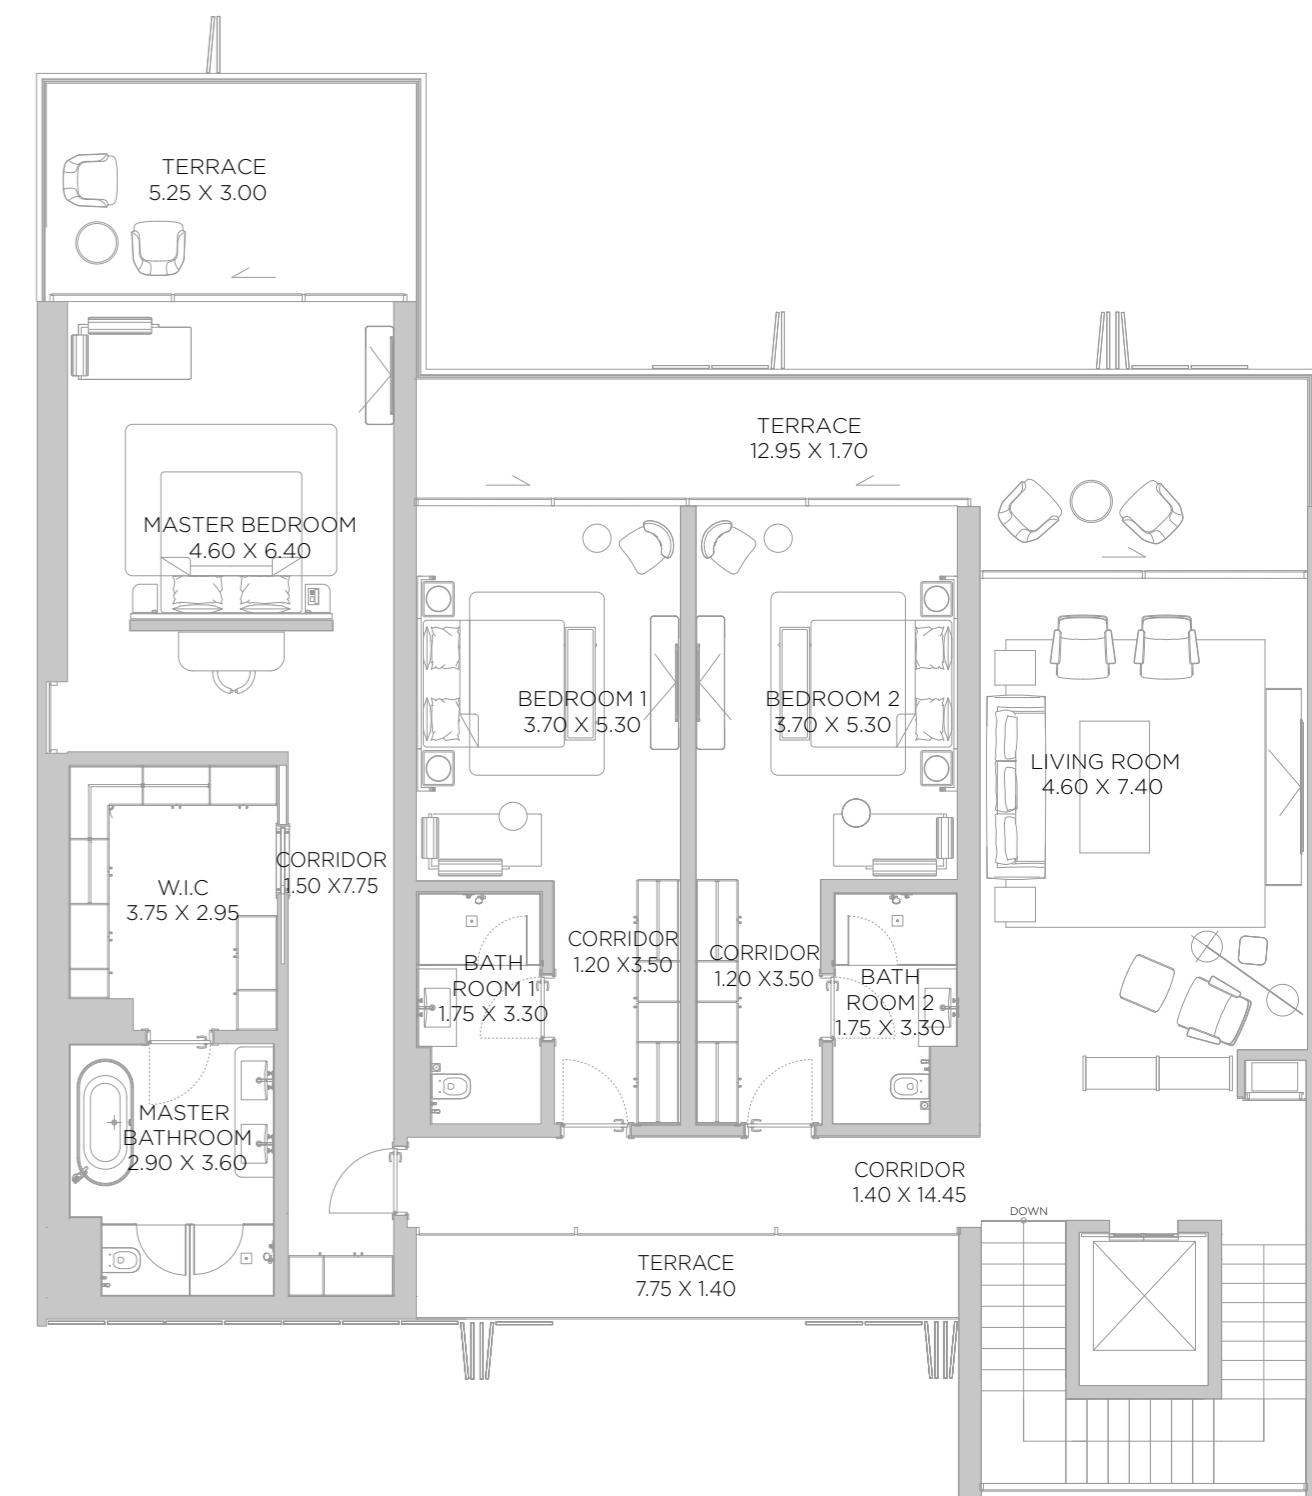 TERRACE
5.25 X 3.00
TERRACE
12.95 X 1.70
MASTER BEDROOM
4.60 X 6.40
BEDROOM 1
3.70 X 5.30
BEDROOM 2
3.70 X 5.30
LIVING ROOM
4.60 X 7.40
CORRIDOR
1.50 X7.75
W.I.C
3.75 X 2.95
CORRIDOR
1.20 X3.50
CORRIDOR
1.20 X3.50
BATH
ROOM 1
1.75 X 3.30
BATH
ROOM 2
1.75 X 3.30
MASTER
BATHROOM
2.90 X 3.60
CORRIDOR
1.40 X 14.45
DOWN
TERRACE
7.75 X 1.40